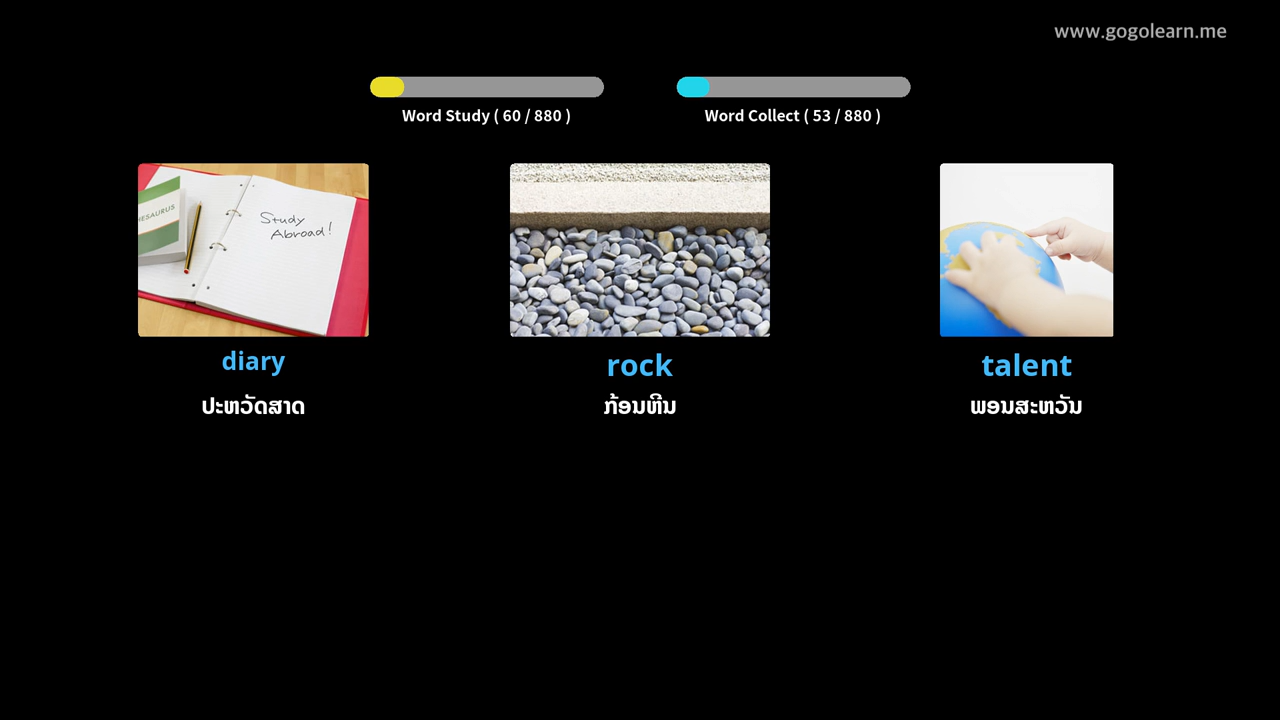 www.gogolearn.me
Word Study ( 60 / 880 )
Word Collect ( 53 / 880 )
HESAURUS
Study
Abroad!
diary
rock
talent
ປະຫວັດສາດ
ກ້ອນຫີນ
ພອນສະຫວັນ